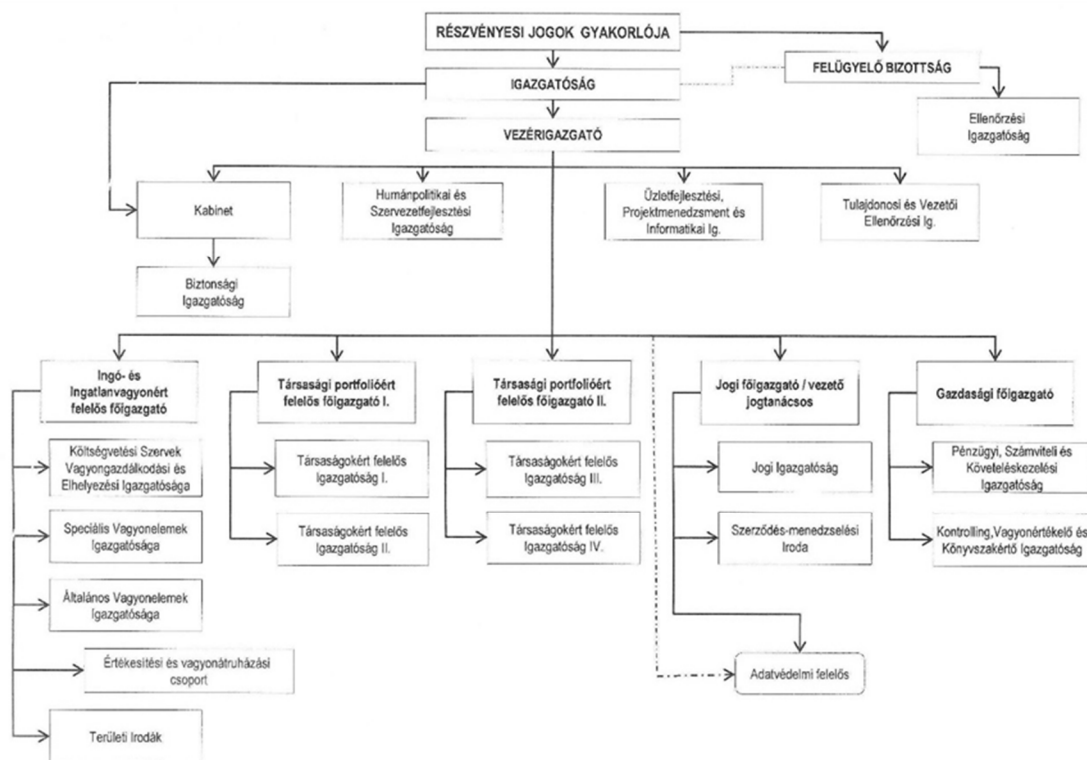 RÉSZVÉNYESI JOGOK GYAKORLÓJA
FELÜGYELŐ BIZOTTSÁG
IGAZGATÓSÁG
Ellenőrzési
Igazgatóság
VEZÉRIGAZGATÓ
Kabinet
Humánpolitikai és
Szervezetfejlesztési
Igazgatóság
Üzletfejlesztési,
Projektmenedzsment és
Informatikai Ig.
Tulajdonosi és Vezetői
Ellenőrzési Ig.
Biztonsági
Igazgatóság
Ingó- és
Ingatlanvagyonért
felelős főigazgató
Társasági portfolióért
felelős főigazgató I.
Társasági portfolióért
felelős főigazgató II.
Jogi főigazgató / vezető
jogtanácsos
Gazdasági főigazgató
Költségvetési Szervek
Vagyongazdálkodási és
Elhelyezési Igazgatósága
Társaságokért felelős
Igazgatóság I.
Társaságokért felelős
Igazgatóság III.
Jogi Igazgatóság
Pénzügyi, Számviteli és
Követeléskezelési
Igazgatóság
Speciális Vagyonelemek
Igazgatósága
Társaságokért felelős
Igazgatóság II.
Társaságokért felelős
Igazgatóság IV.
Szerződés-menedzselési
Iroda
Kontrolling,Vagyonértékelő és
Könyvszakértő Igazgatóság
Általános Vagyonelemek
Igazgatósága
Értékesítési és vagyonátruházási
csoport
Adatvédelmi felelős
Területi Irodák